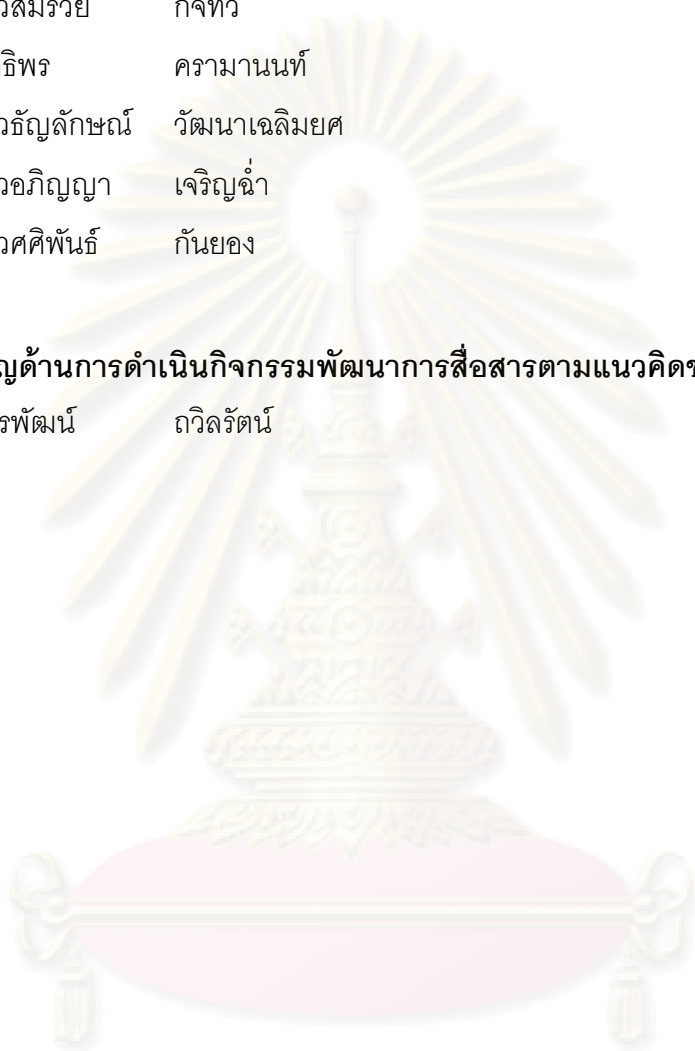 วสมรวย กิจทวี
ธิพร ครามานนท์
วธัญลักษณ์ วัฒนาเฉลิมยศ
วอภิญญา เจริญฉ่ำ
วศศิพันธ์ กันยอง
ญด้านการดำเนินกิจกรรมพัฒนาการสื่อสารตามแนวคิดข
รพัฒน์ ถวิลรัตน์